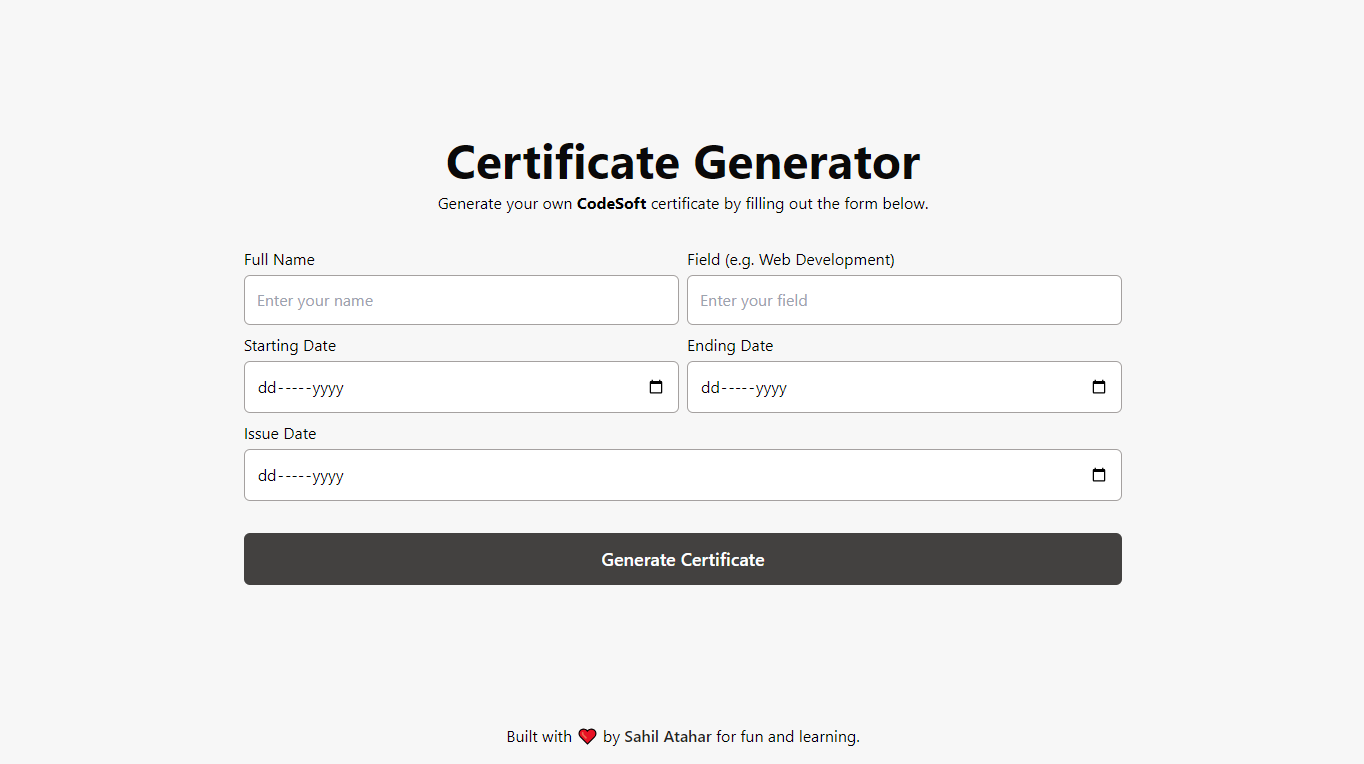 Certificate Generator
Generate your own CodeSoft certificate by filling out the form below.
Full Name
Field (e.g. Web Development)
Enter your name
Enter your field
Starting Date
Ending Date
dd-----yyyy
dd-----yyyy
Issue Date
dd-----yyyy
Generate Certificate
Built with ❤️ by Sahil Atahar for fun and learning.